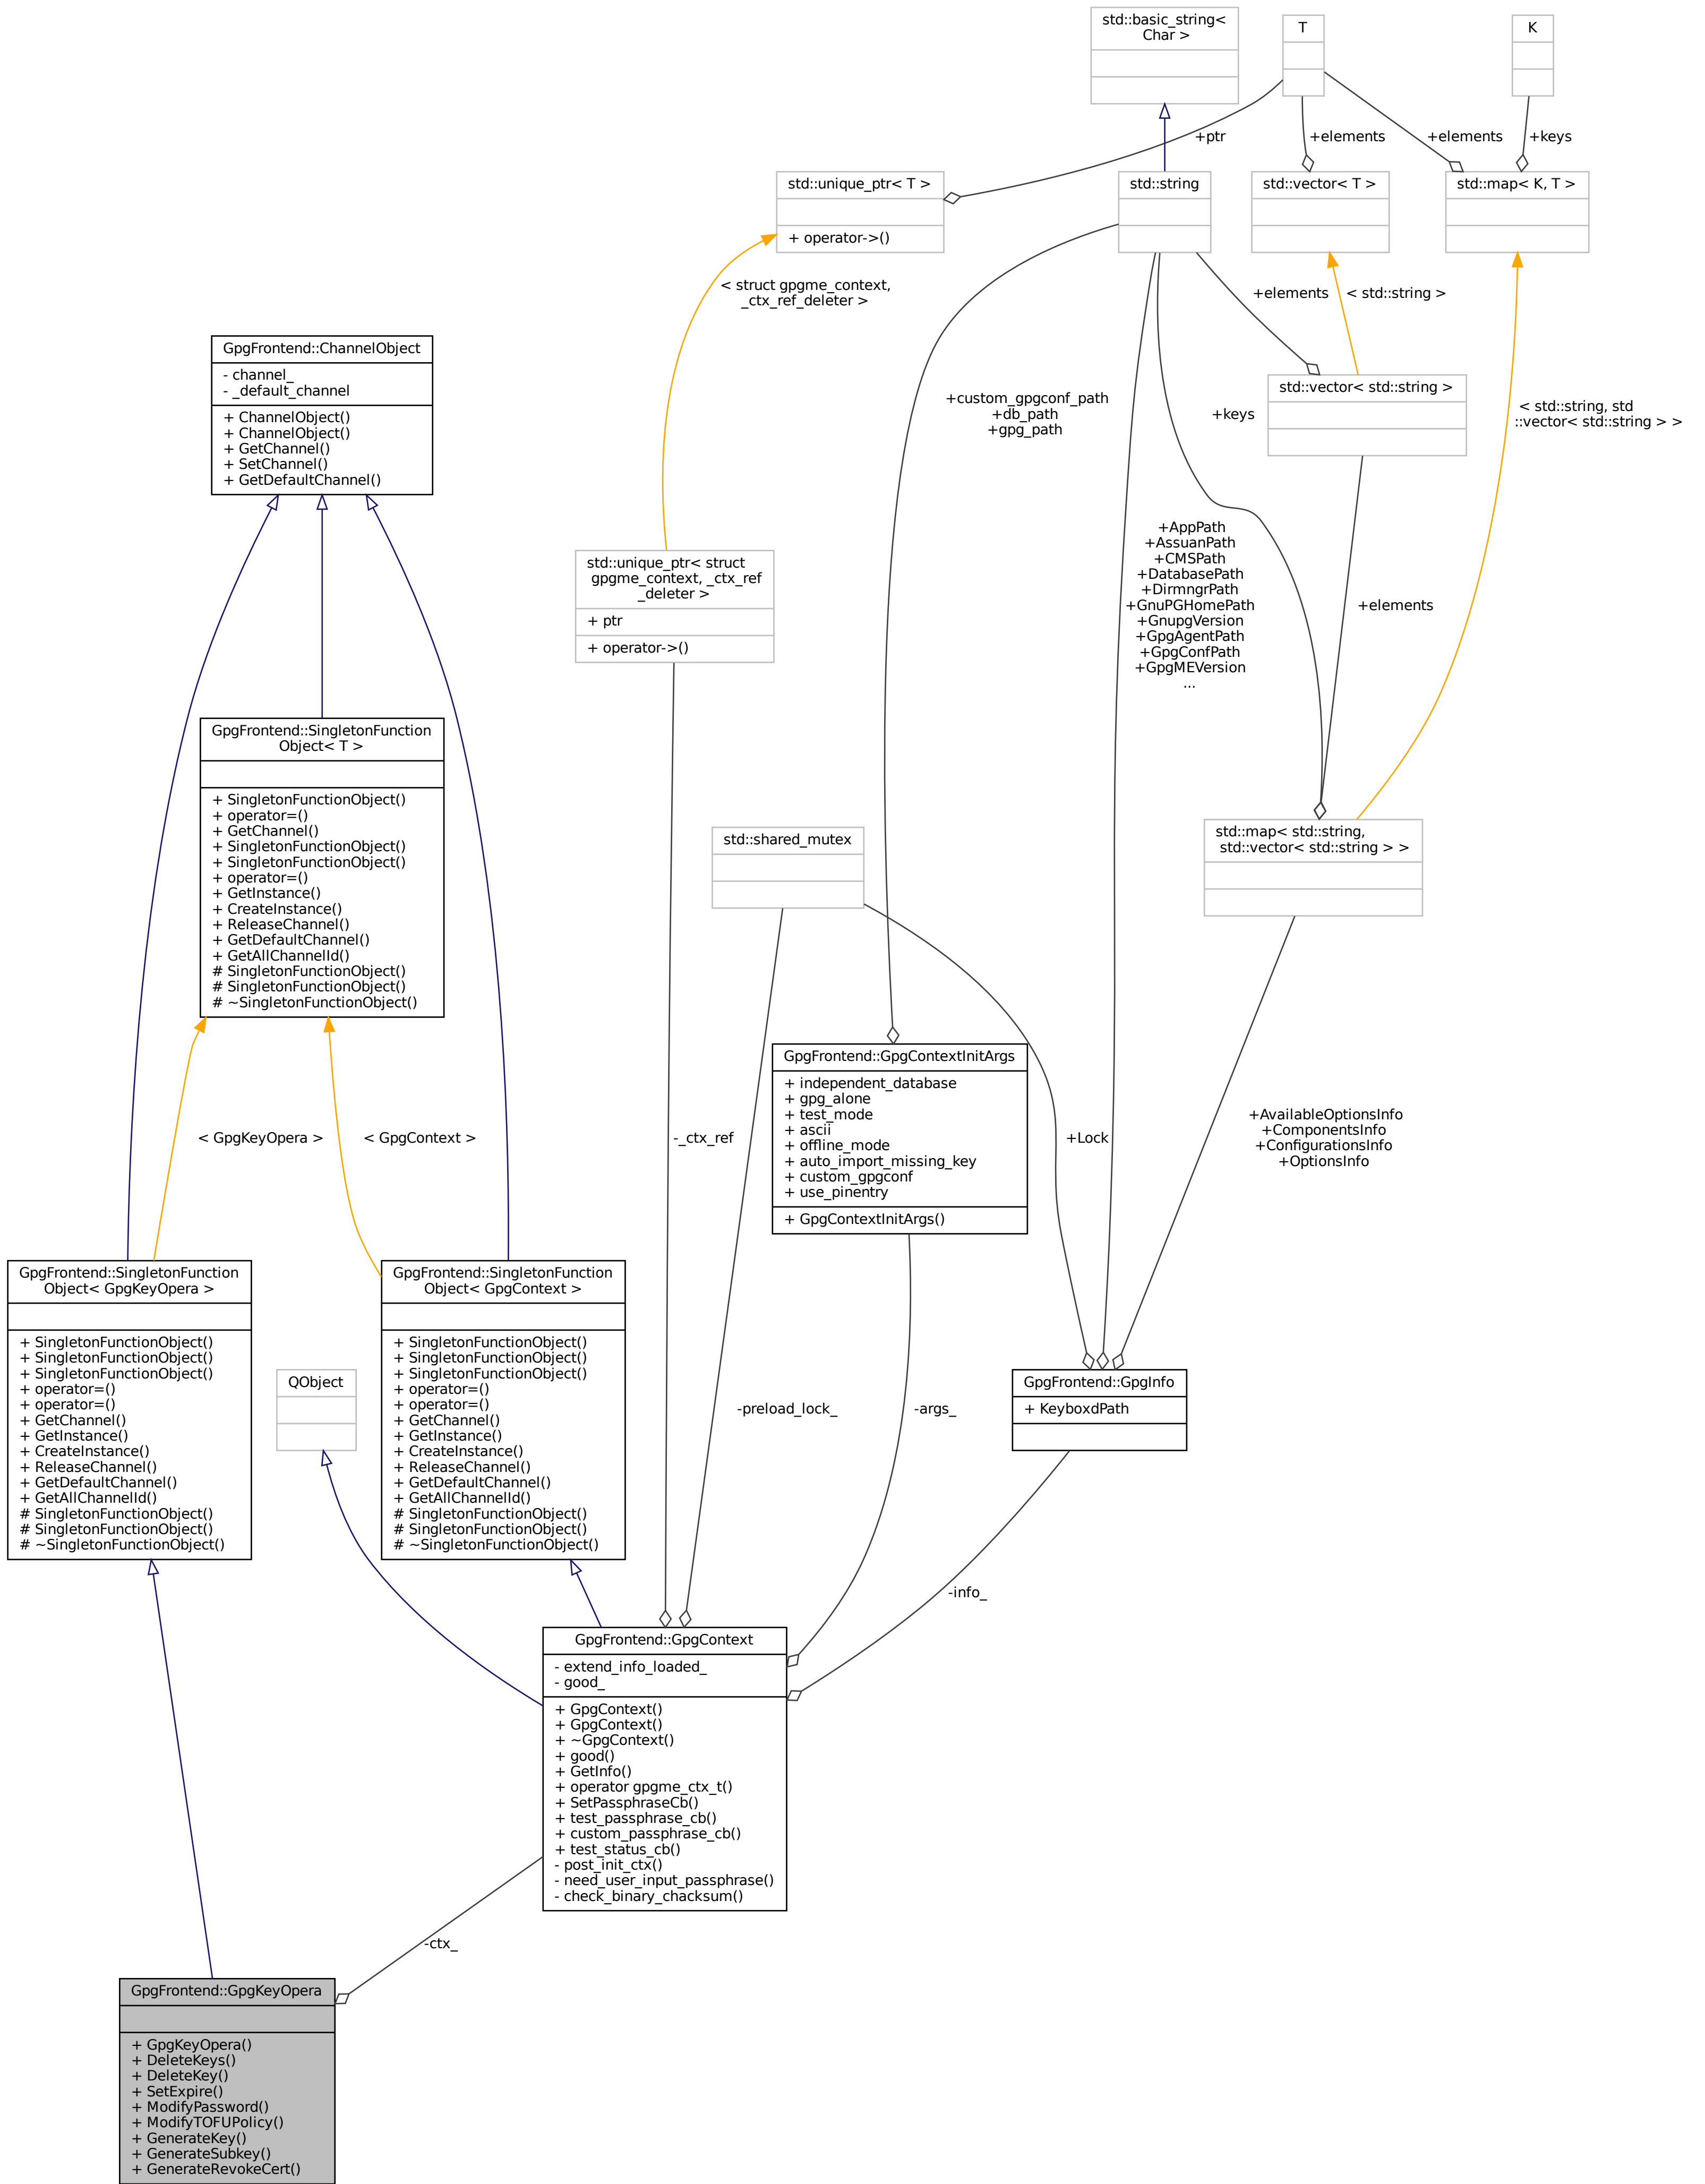 std::basic_string<
Char >
T
K
+ptr
+elements
+elements
+keys
std::unique_ptr< T >
+ operator->()
std::string
std::vector< T >
std::map< K, T >
< struct gpgme_context,
_ctx_ref_deleter >
+elements
< std::string >
GpgFrontend::ChannelObject
- channel_
- _default_channel
+ ChannelObject()
+ ChannelObject()
+ GetChannel()
+ SetChannel()
+ GetDefaultChannel()
+custom_gpgconf_path
+db_path
+gpg_path
+keys
std::vector< std::string >
< std::string, std
::vector< std::string > >
std::unique_ptr< struct
gpgme_context, _ctx_ref
_deleter >
+ ptr
+ operator->()
+AppPath
+AssuanPath
+CMSPath
+DatabasePath
+DirmngrPath
+GnuPGHomePath
+GnupgVersion
+GpgAgentPath
+GpgConfPath
+GpgMEVersion
...
+elements
GpgFrontend::SingletonFunction
Object< T >
+ SingletonFunctionObject()
+ operator=()
+ GetChannel()
+ SingletonFunctionObject()
+ SingletonFunctionObject()
+ operator=()
+ GetInstance()
+ CreateInstance()
+ ReleaseChannel()
+ GetDefaultChannel()
+ GetAllChannelId()
# SingletonFunctionObject()
# SingletonFunctionObject()
# ~SingletonFunctionObject()
std::shared_mutex
std::map< std::string,
std::vector< std::string > >
< GpgKeyOpera >
< GpgContext >
-_ctx_ref
GpgFrontend::GpgContextInitArgs
+ independent_database
+ gpg_alone
+ test_mode
+ ascii
+ offline_mode
+ auto_import_missing_key
+ custom_gpgconf
+ use_pinentry
+ GpgContextInitArgs()
+Lock
+AvailableOptionsInfo
+ComponentsInfo
+ConfigurationsInfo
+OptionsInfo
GpgFrontend::SingletonFunction
Object< GpgKeyOpera >
+ SingletonFunctionObject()
+ SingletonFunctionObject()
+ SingletonFunctionObject()
+ operator=()
+ operator=()
+ GetChannel()
+ GetInstance()
+ CreateInstance()
+ ReleaseChannel()
+ GetDefaultChannel()
+ GetAllChannelId()
# SingletonFunctionObject()
# SingletonFunctionObject()
# ~SingletonFunctionObject()
QObject
GpgFrontend::SingletonFunction
Object< GpgContext >
+ SingletonFunctionObject()
+ SingletonFunctionObject()
+ SingletonFunctionObject()
+ operator=()
+ operator=()
+ GetChannel()
+ GetInstance()
+ CreateInstance()
+ ReleaseChannel()
+ GetDefaultChannel()
+ GetAllChannelId()
# SingletonFunctionObject()
# SingletonFunctionObject()
# ~SingletonFunctionObject()
-preload_lock_
-args_
GpgFrontend::GpgInfo
+ KeyboxdPath
-info_
GpgFrontend::GpgContext
- extend_info_loaded_
- good_
+ GpgContext()
+ GpgContext()
+ ~GpgContext()
+ good()
+ GetInfo()
+ operator gpgme_ctx_t()
+ SetPassphraseCb()
+ test_passphrase_cb()
+ custom_passphrase_cb()
+ test_status_cb()
- post_init_ctx()
- need_user_input_passphrase()
- check_binary_chacksum()
-ctx_
GpgFrontend::GpgKeyOpera
+ GpgKeyOpera()
+ DeleteKeys()
+ DeleteKey()
+ SetExpire()
+ ModifyPassword()
+ ModifyTOFUPolicy()
+ GenerateKey()
+ GenerateSubkey()
+ GenerateRevokeCert()